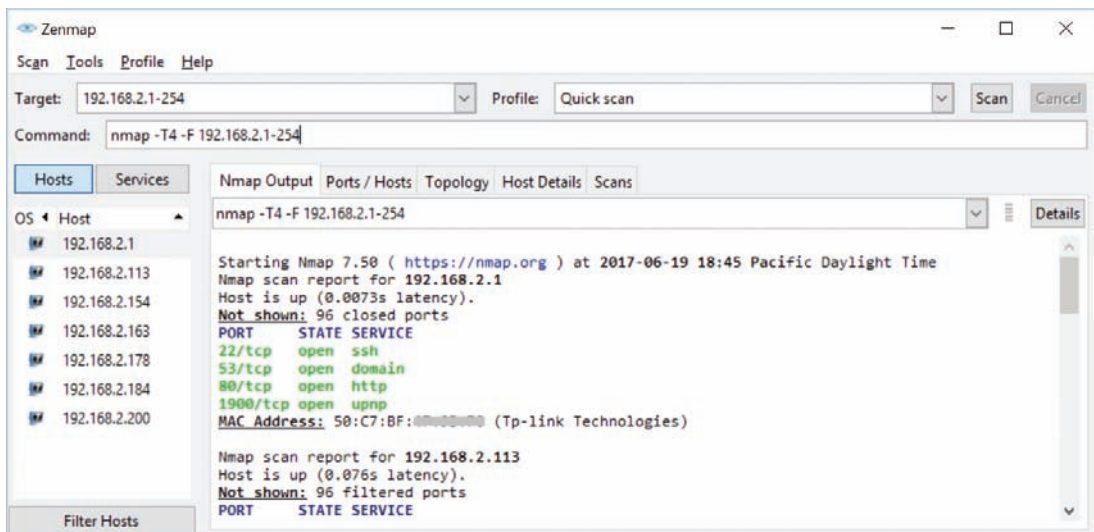 Zenmap
Scan Tools Profile Help
Target: 192.168.2.1-254 Profile: Quick scan Scan Cancel
Command: nmap -T4 -F 192.168.2.1-254
Hosts Services
OS Host
192.168.2.1
192.168.2.113
192.168.2.154
192.168.2.163
192.168.2.178
192.168.2.184
192.168.2.200
Filter Hosts
Nmap Output Ports / Hosts Topology Host Details Scans
nmap -T4 -F 192.168.2.1-254 Details
Starting Nmap 7.50 ( https://nmap.org ) at 2017-06-19 18:45 Pacific Daylight Time
Nmap scan report for 192.168.2.1
Host is up (0.0073s latency).
Not shown: 96 closed ports
PORT STATE SERVICE
22/tcp open ssh
53/tcp open domain
80/tcp open http
1900/tcp open upnp
MAC Address: 50:C7:BF: (Tp-link Technologies)
Nmap scan report for 192.168.2.113
Host is up (0.076s latency).
Not shown: 96 filtered ports
PORT STATE SERVICE